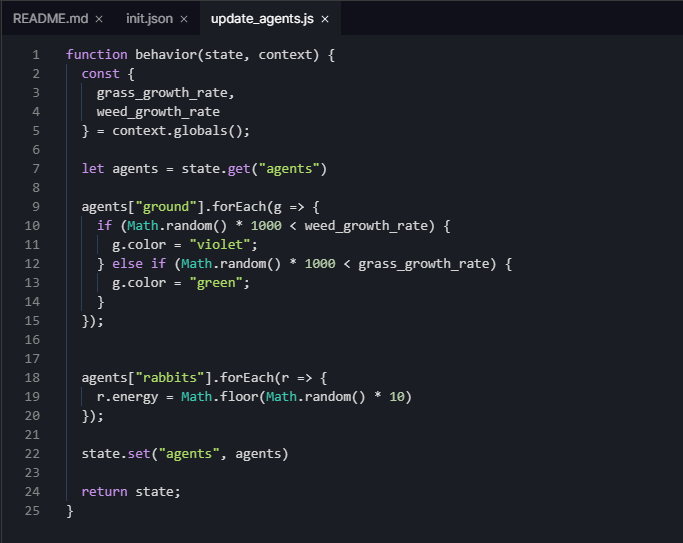 README.md × init.json × update_agents.js ×
1 function behavior(state, context) {
2   const {
3     grass_growth_rate,
4     weed_growth_rate
5   } = context.globals();
6
7   let agents = state.get("agents")
8
9   agents["ground"].forEach(g => {
10     if (Math.random() * 1000 < weed_growth_rate) {
11       g.color = "violet";
12     } else if (Math.random() * 1000 < grass_growth_rate) {
13       g.color = "green";
14     }
15   });
16
17
18   agents["rabbits"].forEach(r => {
19     r.energy = Math.floor(Math.random() * 10)
20   });
21
22   state.set("agents", agents)
23
24   return state;
25 }